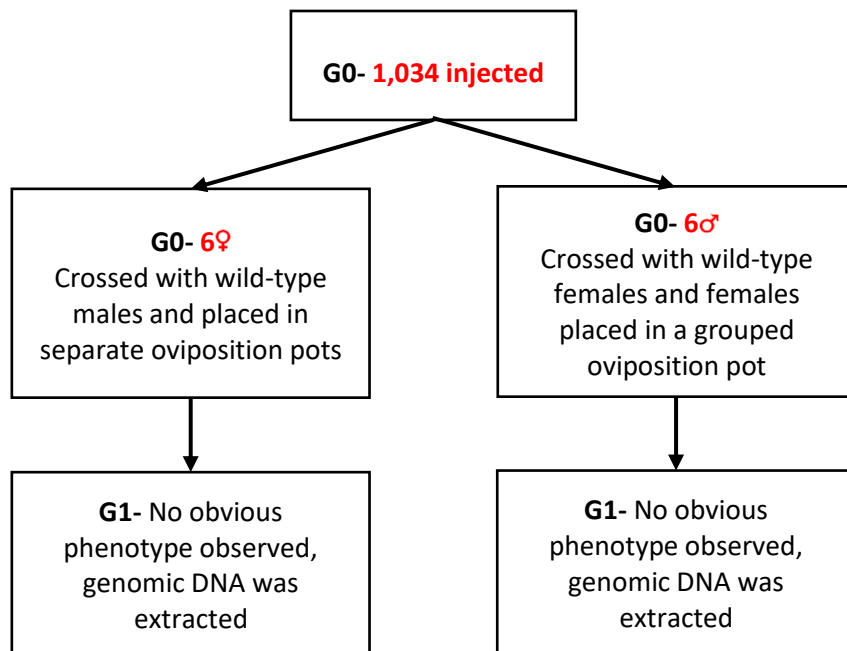 G0- 1,034 injected
G0- 6♀
Crossed with wild-type
males and placed in
separate oviposition pots
G0- 6♂
Crossed with wild-type
females and females
placed in a grouped
oviposition pot
G1- No obvious
phenotype observed,
genomic DNA was
extracted
G1- No obvious
phenotype observed,
genomic DNA was
extracted